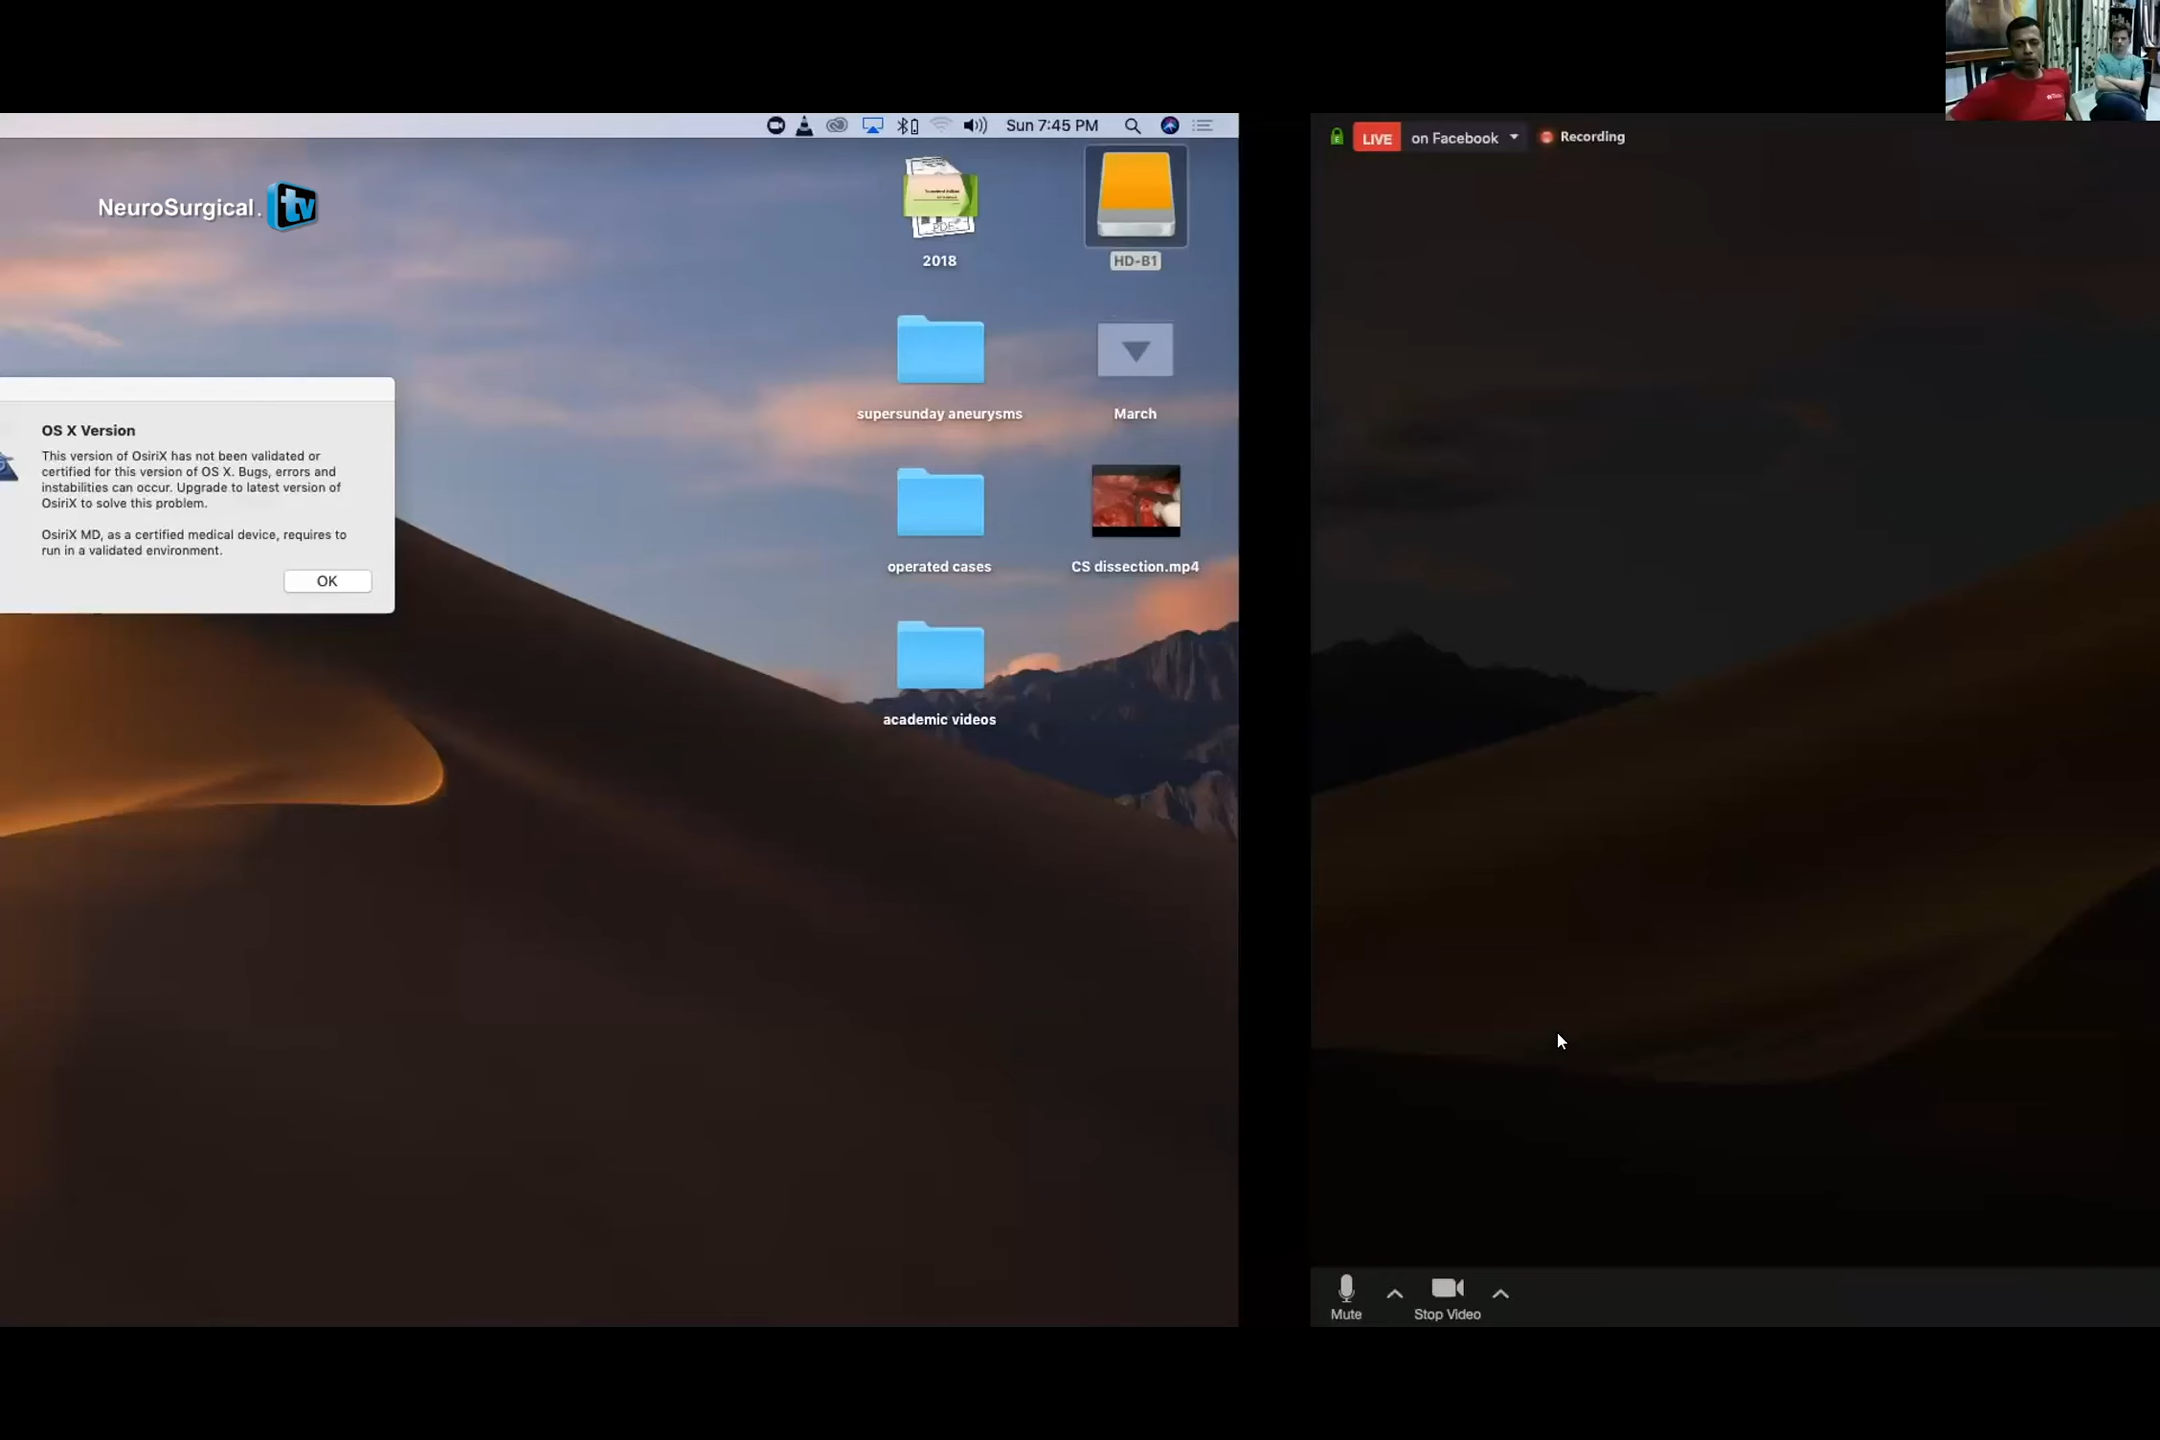 Sun 7:45 PM
LIVE on Facebook
Recording
NeuroSurgical.tv
PDF
2018
HD-B1
supersunday aneurysms
March
OS X Version
This version of OsiriX has not been validated or
certified for this version of OS X. Bugs, errors and
instabilities can occur. Upgrade to latest version of
OsiriX to solve this problem.
OsiriX MD, as a certified medical device, requires to
run in a validated environment.
OK
operated cases
CS dissection.mp4
academic videos
Mute
Stop Video